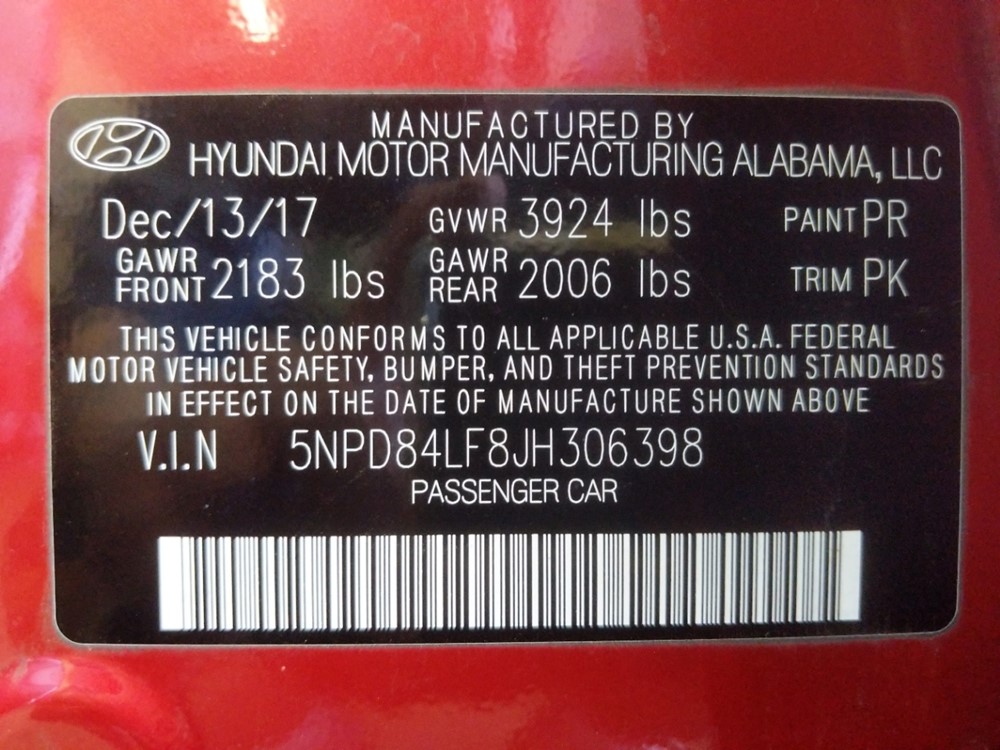 MANUFACTURED BY
HYUNDAI MOTOR MANUFACTURING ALABAMA, LLC
Dec/13/17 GVWR 3924 lbs PAINT PR
GAWR FRONT 2183 lbs GAWR REAR 2006 lbs TRIM PK
THIS VEHICLE CONFORMS TO ALL APPLICABLE U.S.A. FEDERAL
MOTOR VEHICLE SAFETY, BUMPER, AND THEFT PREVENTION STANDARDS
IN EFFECT ON THE DATE OF MANUFACTURE SHOWN ABOVE
V.I.N 5NPD84LF8JH306398
PASSENGER CAR